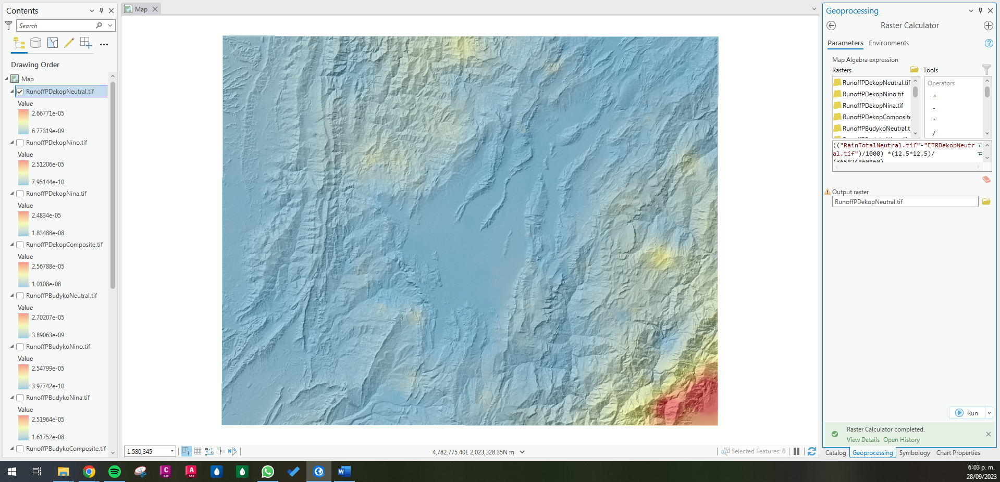 Contents
Search
Drawing Order
Map
RunoffPDekopNeutral.tif
Value
2.66771e-05
6.77319e-09
RunoffPDekopNino.tif
Value
2.51206e-05
7.95144e-10
RunoffPDekopNina.tif
Value
2.4834e-05
1.83488e-08
RunoffPDekopComposite.tif
Value
2.56788e-05
1.0108e-08
RunoffPBudykoNeutral.tif
Value
2.70207e-05
3.89063e-09
RunoffPBudykoNino.tif
Value
2.54799e-05
3.97742e-10
RunoffPBudykoNina.tif
Value
2.51964e-05
1.61752e-08
RunoffPBudykoComposite.tif
Map
1:580,345
4,782,775.40E 2,023,328.35N m
Selected Features: 0
Geoprocessing
Raster Calculator
Parameters Environments
Map Algebra expression
Rasters Tools
RunoffPDekopNeutral.tif
RunoffPDekopNino.tif
RunoffPDekopNina.tif
RunoffPDekopComposite
RunoffPBudykoNeutral.t
Operators
+
-
*
/
(("RainTotalNeutral.tif"-"ETRDekopNeutr
al.tif")/1000) *(12.5*12.5)/
(365*24*60*60)
Output raster
RunoffPDekopNeutral.tif
Run
Raster Calculator completed.
View Details Open History
Catalog Geoprocessing Symbology Chart Properties
C
C3D
A
CAD
W
6:03 p. m.
28/09/2023